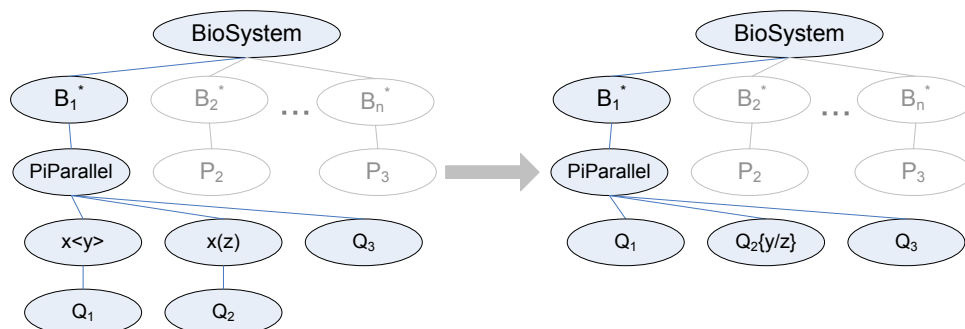 BioSystem
B₁* B₂* ... Bₙ*
PiParallel P₂ P₃
x<y> x(z) Q₃
Q₁ Q₂
BioSystem
B₁* B₂* ... Bₙ*
PiParallel P₂ P₃
Q₁ Q₂{y/z} Q₃